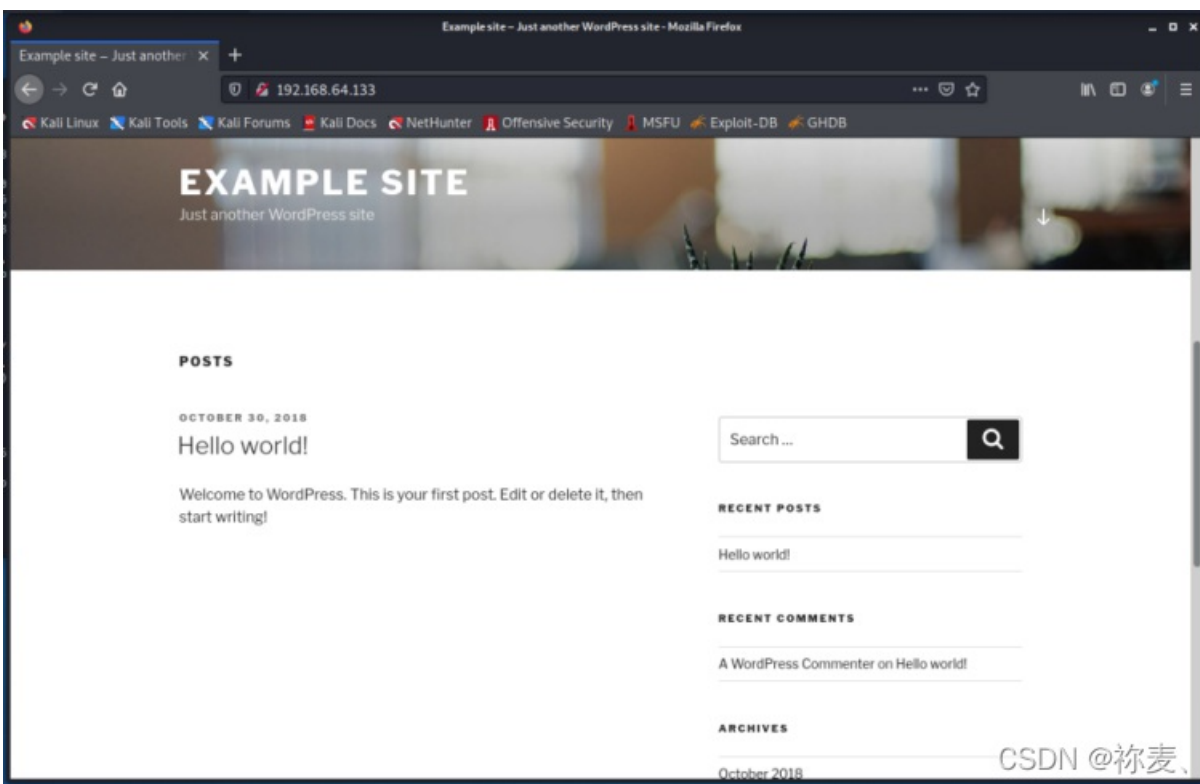 Example site – Just another WordPress site - Mozilla Firefox
Example site – Just another
192.168.64.133
Kali Linux Kali Tools Kali Forums Kali Docs NetHunter Offensive Security MSFU Exploit-DB GHDB
EXAMPLE SITE
Just another WordPress site
POSTS
OCTOBER 30, 2018
Hello world!
Welcome to WordPress. This is your first post. Edit or delete it, then
start writing!
Search ...
RECENT POSTS
Hello world!
RECENT COMMENTS
A WordPress Commenter on Hello world!
ARCHIVES
October 2018
CSDN @祢麦、